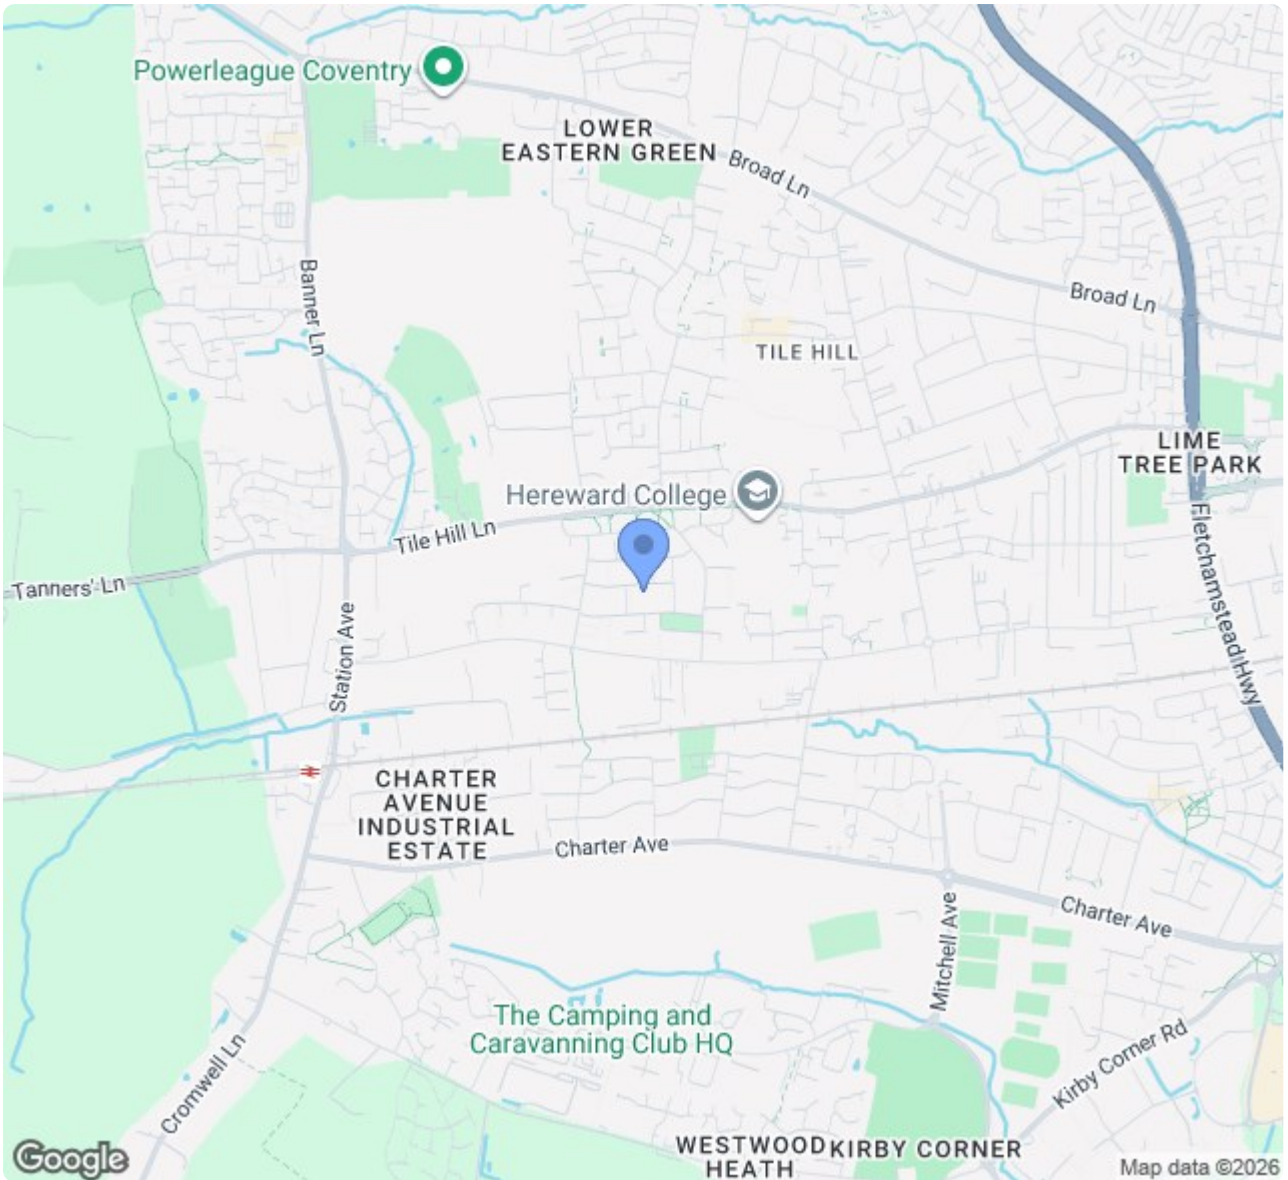 Powerleague Coventry
LOWER
EASTERN GREEN
Broad Ln
Banner Ln
Broad Ln
TILE HILL
LIME
TREE PARK
Hereward College
Tile Hill Ln
Tanners' Ln
Fletchamstead Hwy
Station Ave
CHARTER
AVENUE
INDUSTRIAL
ESTATE
Charter Ave
Charter Ave
Mitchell Ave
The Camping and
Caravanning Club HQ
Kirby Corner Rd
Cromwell Ln
WESTWOOD
HEATH
KIRBY CORNER
Google
Map data ©2026